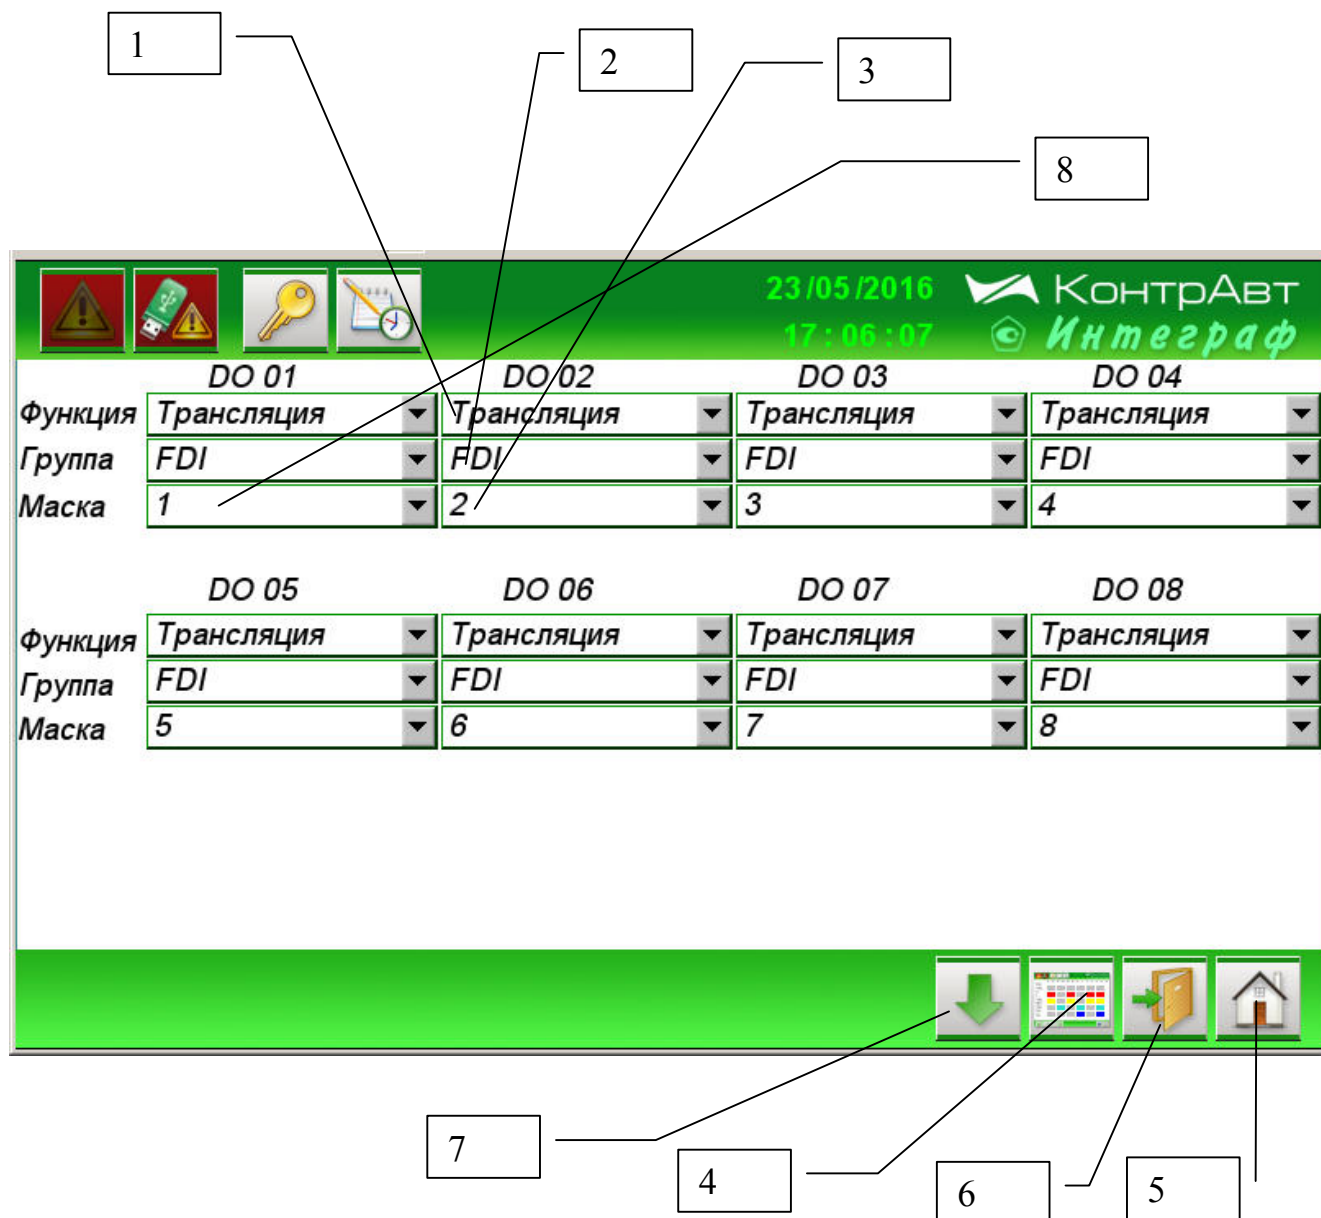 1
2
3
8
23/05/2016
КонтрАвт
17:06:07
Интеграф
DO 01 DO 02 DO 03 DO 04
Функция Трансляция Трансляция Трансляция Трансляция
Группа FDI FDI FDI FDI
Маска 1 2 3 4
DO 05 DO 06 DO 07 DO 08
Функция Трансляция Трансляция Трансляция Трансляция
Группа FDI FDI FDI FDI
Маска 5 6 7 8
7
4
6
5